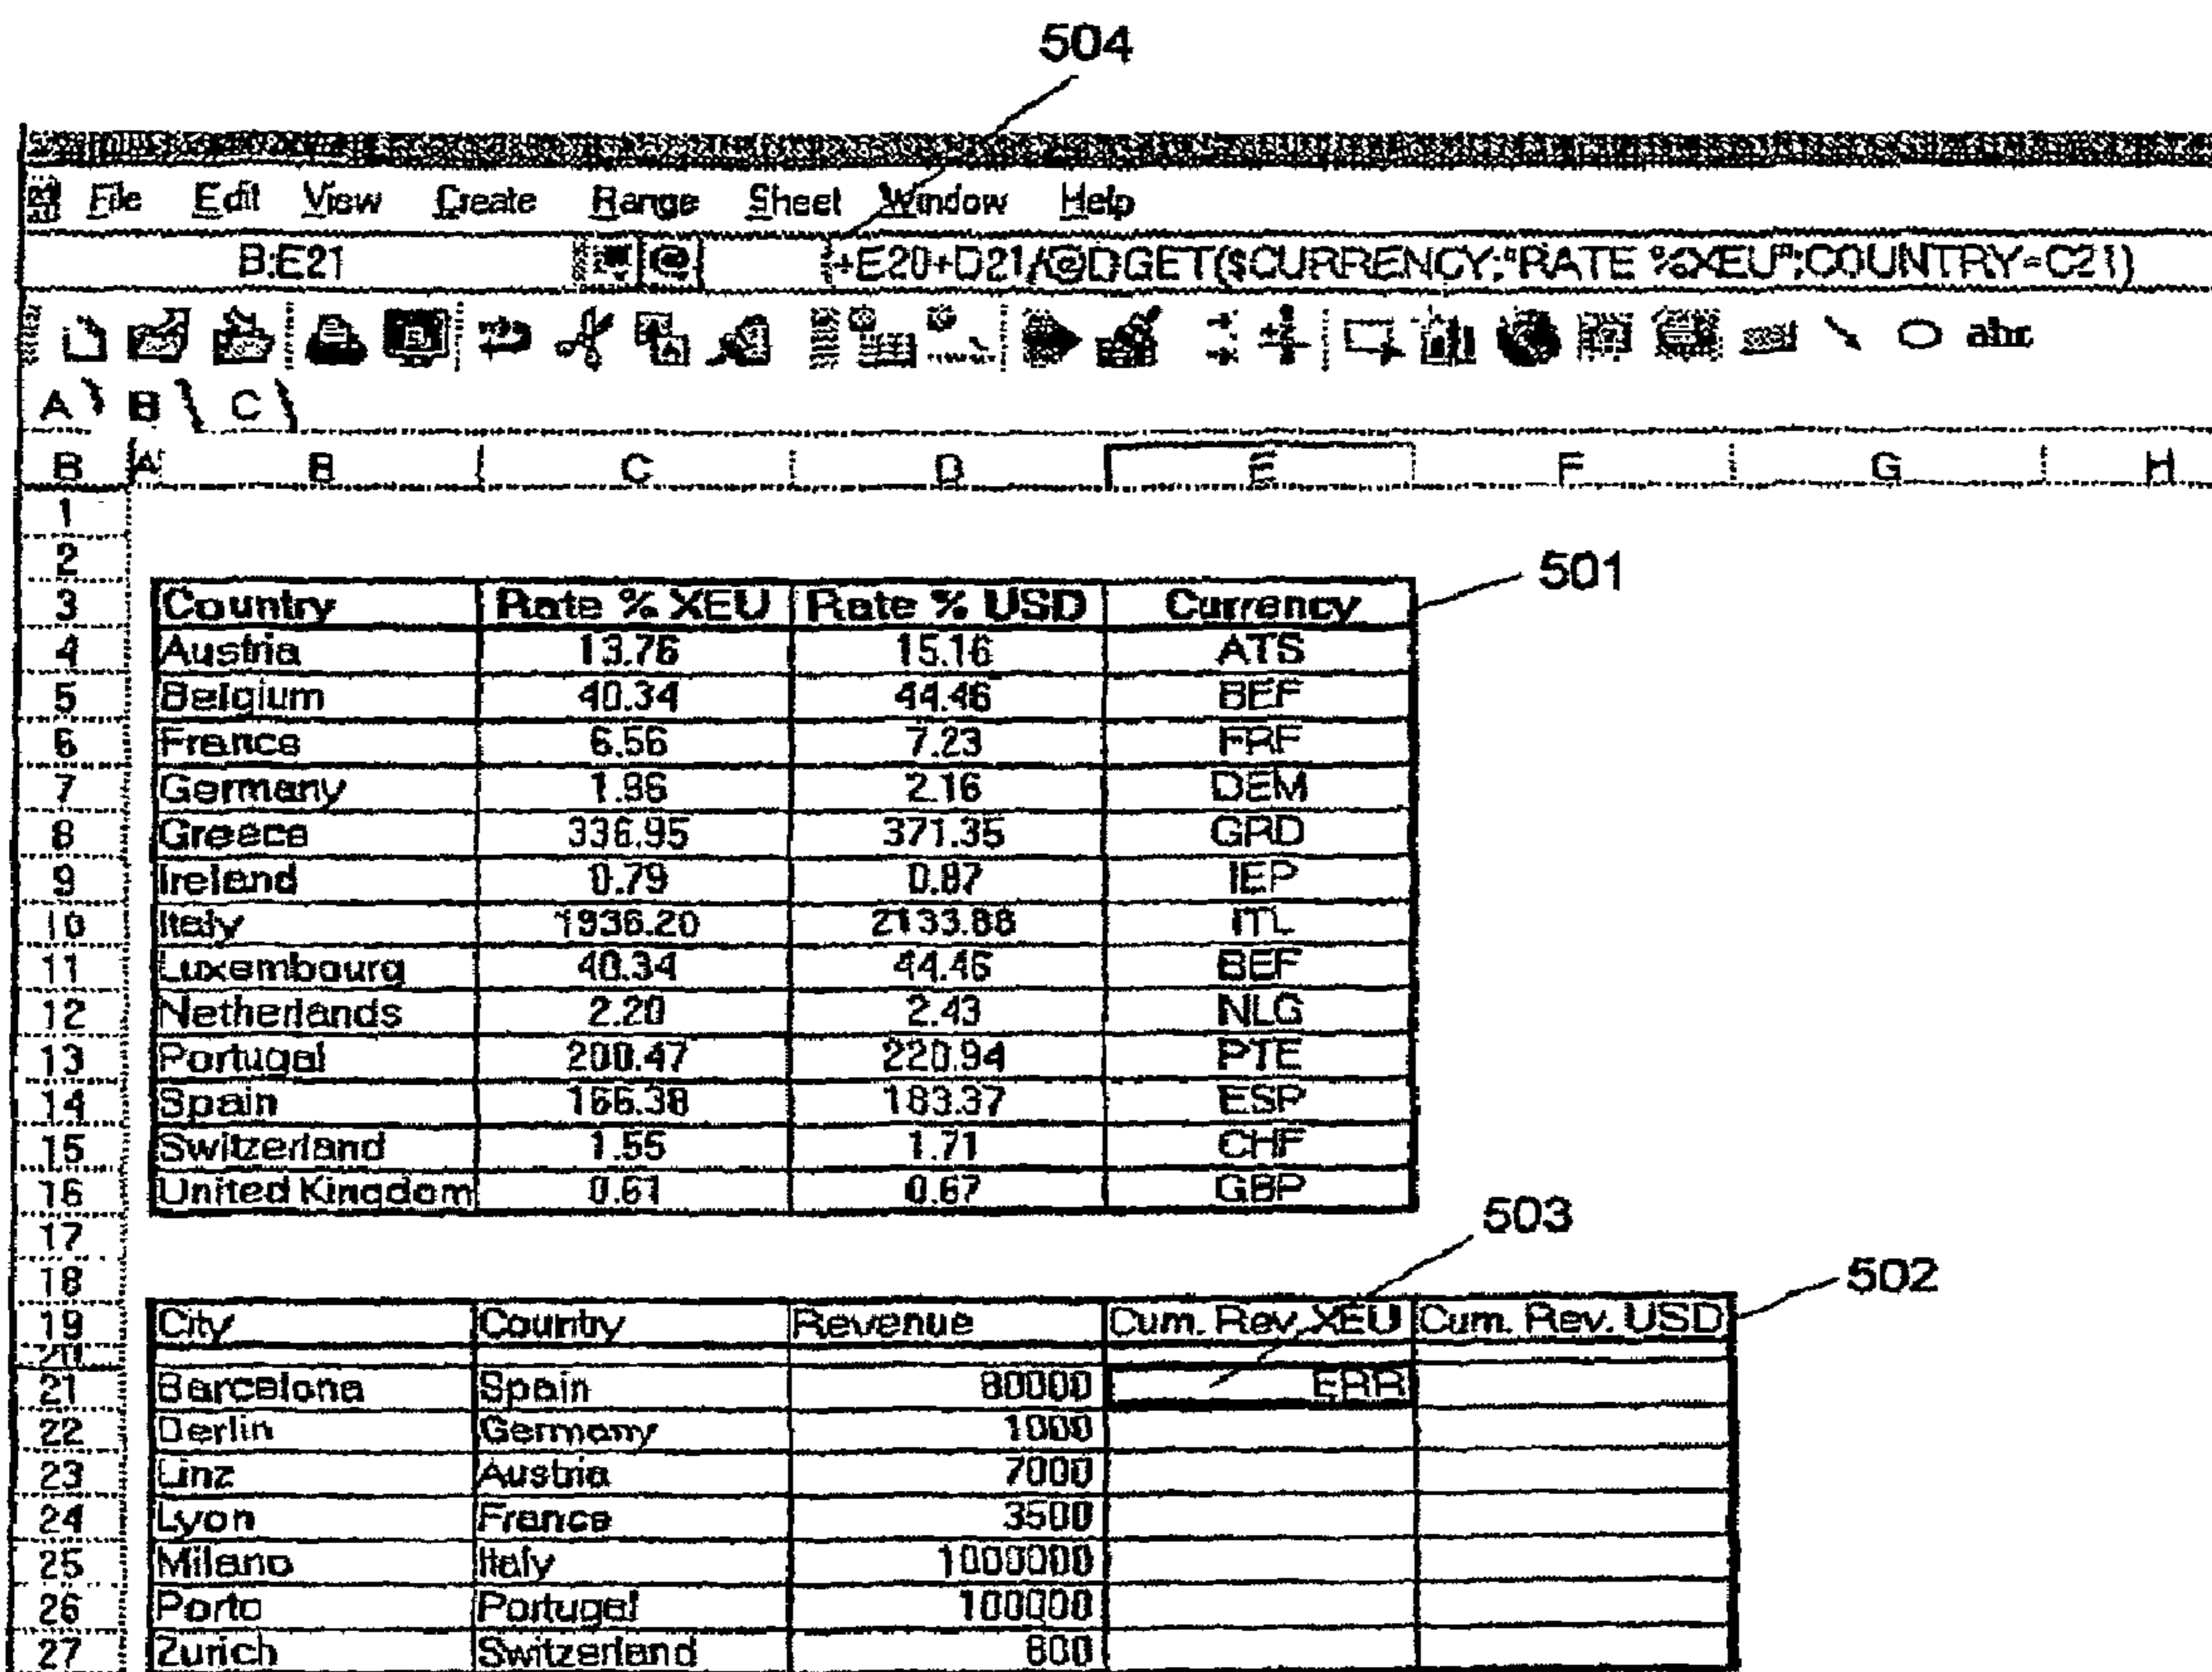 504
File Edit View Create Range Sheet Window Help
B:E21 @ +E20+D21/@DGET($CURRENCY;"RATE %XEU";COUNTRY=C21)
abc
A B C
B A B C D E F G H
1
2
501
3 Country Rate % XEU Rate % USD Currency
4 Austria 13.76 15.16 ATS
5 Belgium 40.34 44.46 BEF
6 France 6.56 7.23 FRF
7 Germany 1.96 2.16 DEM
8 Greece 336.95 371.35 GRD
9 Ireland 0.79 0.87 IEP
10 Italy 1936.20 2133.88 ITL
11 Luxembourg 40.34 44.46 BEF
12 Netherlands 2.20 2.43 NLG
13 Portugal 200.47 220.94 PTE
14 Spain 166.38 183.37 ESP
15 Switzerland 1.55 1.71 CHF
16 United Kingdom 0.61 0.67 GBP
17
503
18
502
19 City Country Revenue Cum. Rev. XEU Cum. Rev. USD
20
21 Barcelona Spain 80000 ERR
22 Berlin Germany 1000
23 Linz Austria 7000
24 Lyon France 3500
25 Milano Italy 1000000
26 Porto Portugal 100000
27 Zurich Switzerland 800